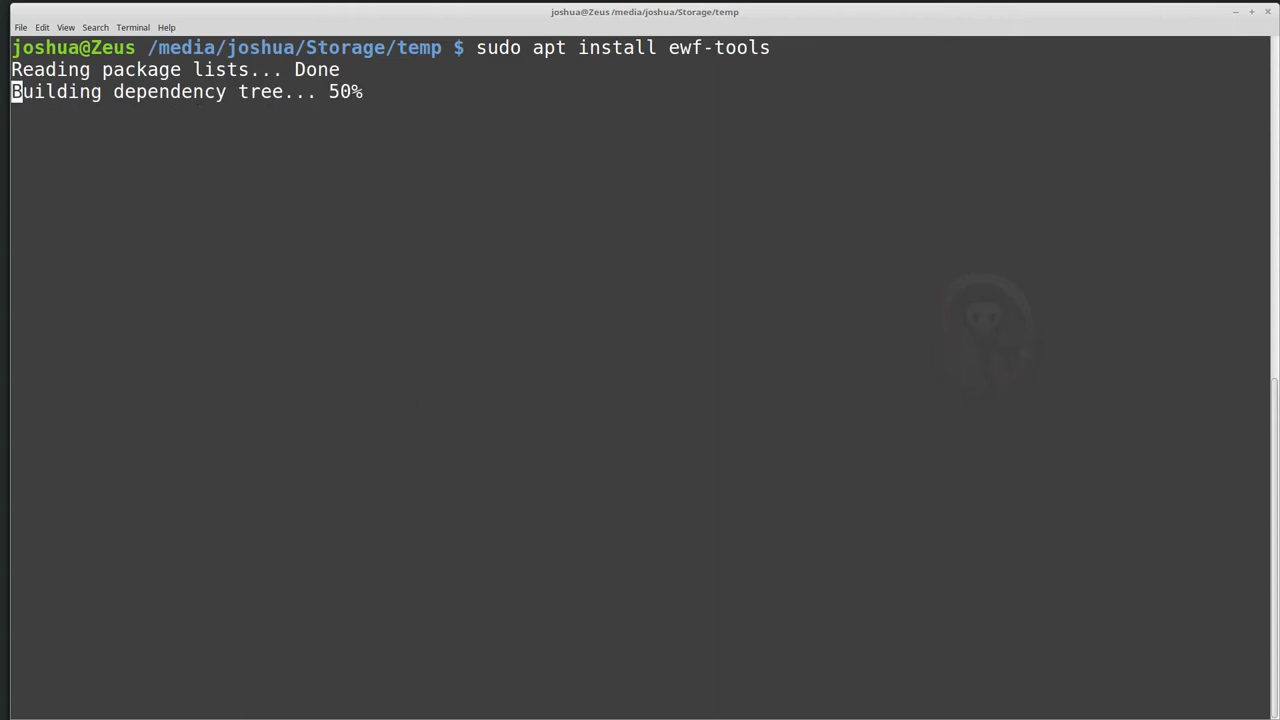 joshua@Zeus:/media/joshua/Storage/temp
File Edit View Search Terminal Help
joshua@Zeus /media/joshua/Storage/temp $ sudo apt install ewf-tools
Reading package lists... Done
Building dependency tree... 50%